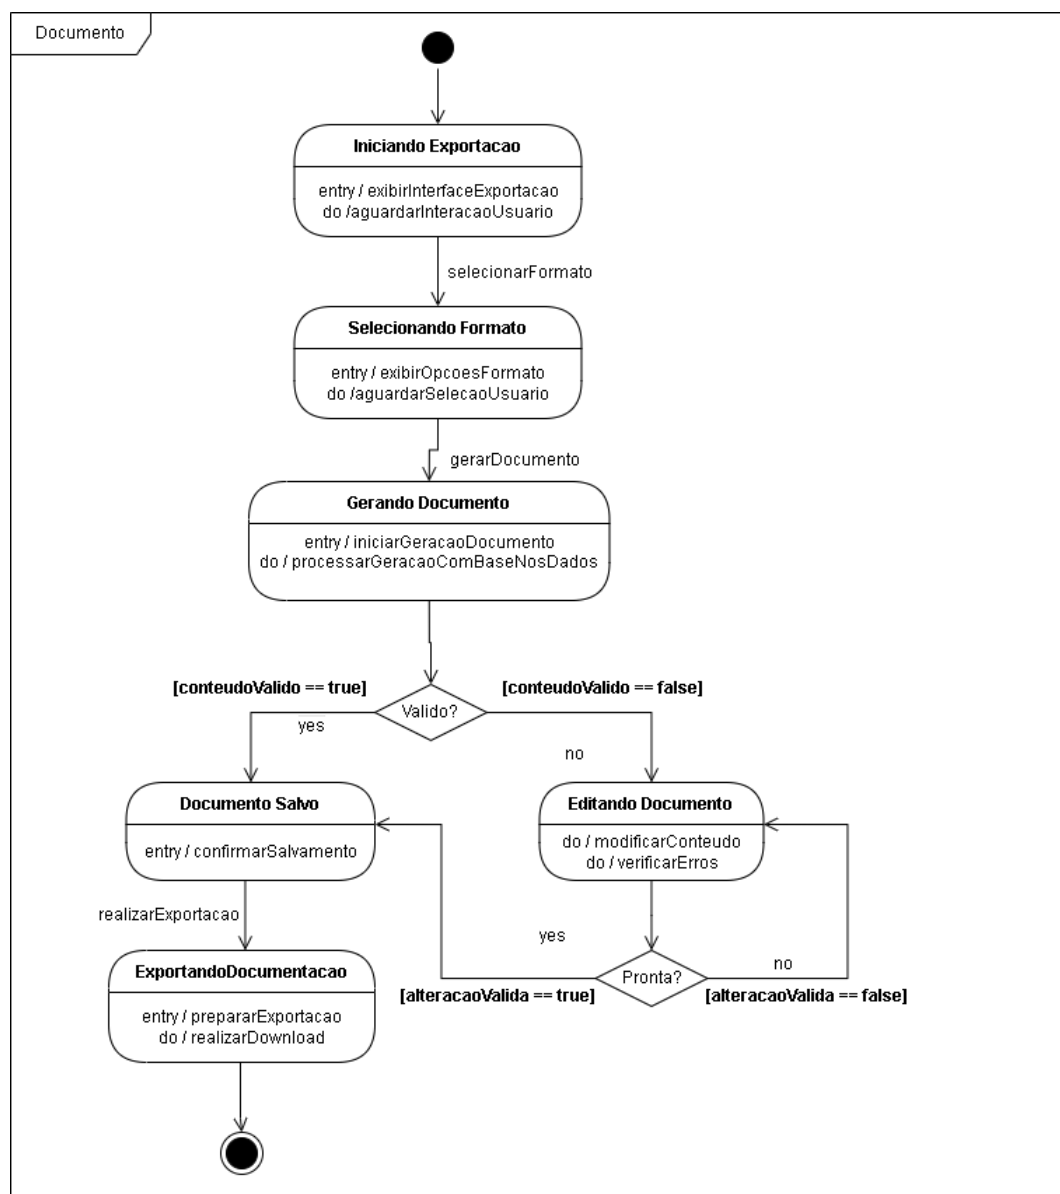 Documento
Iniciando Exportacao
entry / exibirInterfaceExportacao
do /aguardarInteracaoUsuario
selecionarFormato
Selecionando Formato
entry / exibirOpcoesFormato
do /aguardarSelecaoUsuario
gerarDocumento
Gerando Documento
entry / iniciarGeracaoDocumento
do / processarGeracaoComBaseNosDados
[conteudoValido == true]
[conteudoValido == false]
Valido?
yes
no
Documento Salvo
entry / confirmarSalvamento
Editando Documento
do / modificarConteudo
do / verificarErros
realizarExportacao
yes
no
Pronta?
[alteracaoValida == true]
[alteracaoValida == false]
ExportandoDocumentacao
entry / prepararExportacao
do / realizarDownload